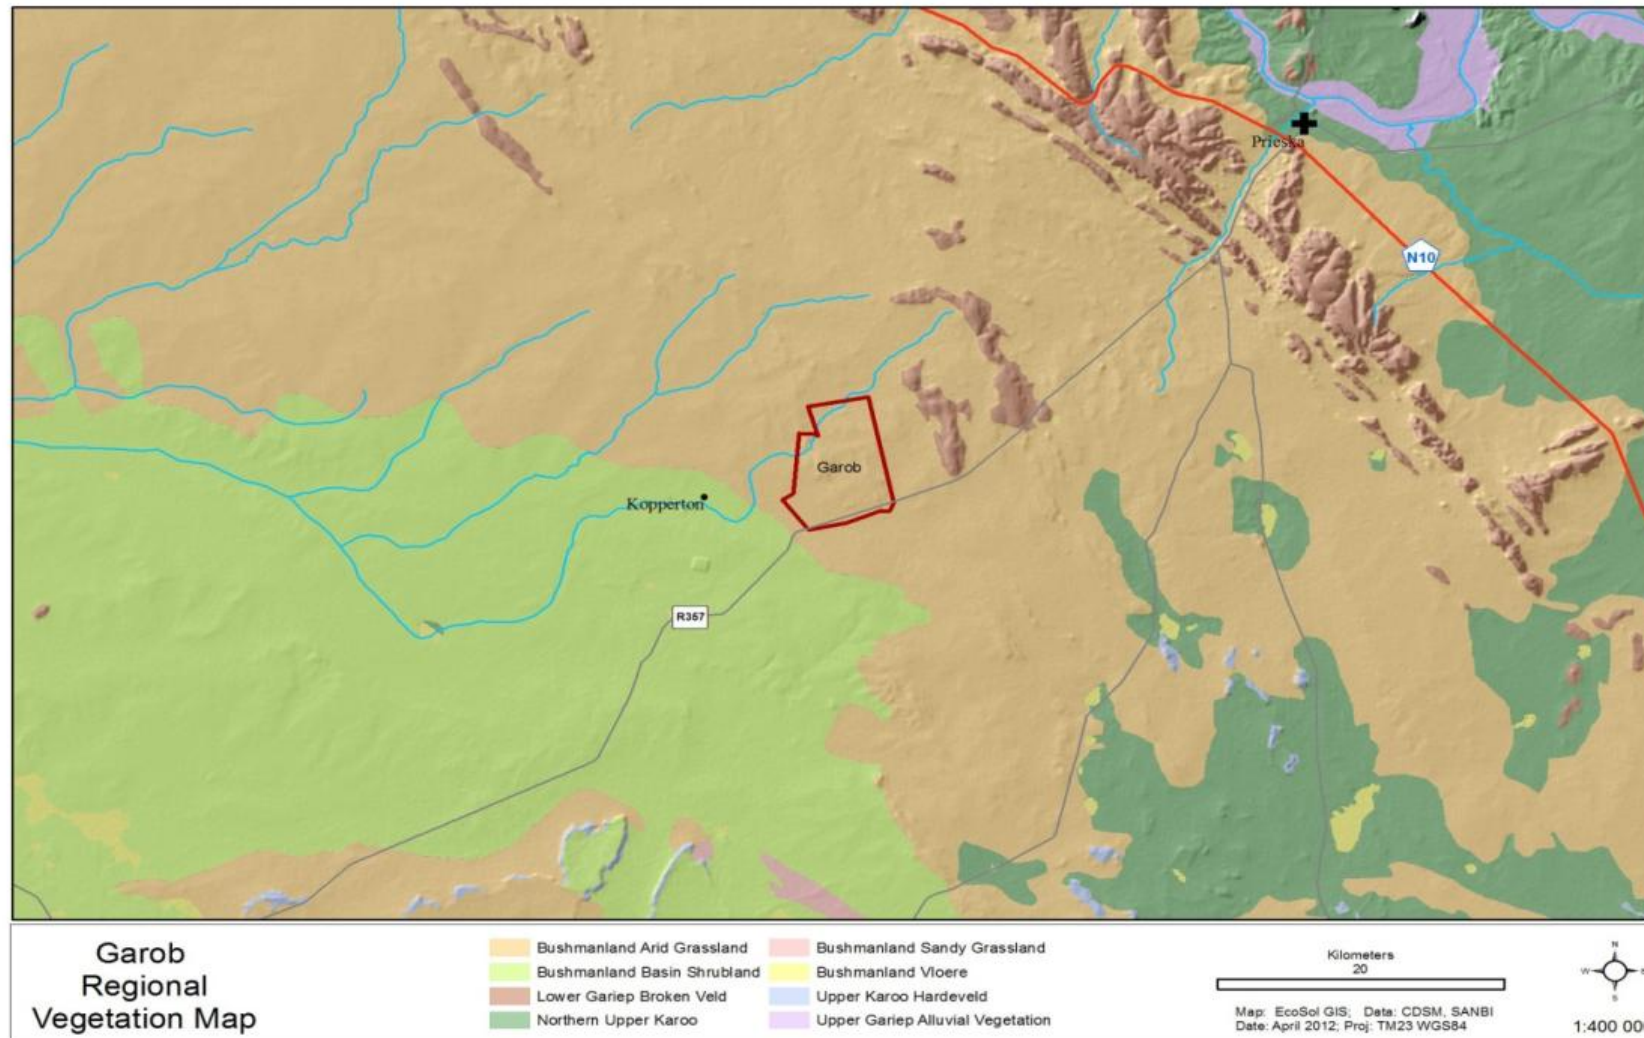 Prieska
N10
Garob
Kopperton
R357
Garob
Regional
Vegetation Map
Bushmanland Arid Grassland
Bushmanland Basin Shrubland
Lower Gariep Broken Veld
Northern Upper Karoo
Bushmanland Sandy Grassland
Bushmanland Vloere
Upper Karoo Hardeveld
Upper Gariep Alluvial Vegetation
Kilometers
20
Map: EcoSol GIS; Data: CDSM, SANBI
Date: April 2012; Proj: TM23 WGS84
N
W
S
1:400 00